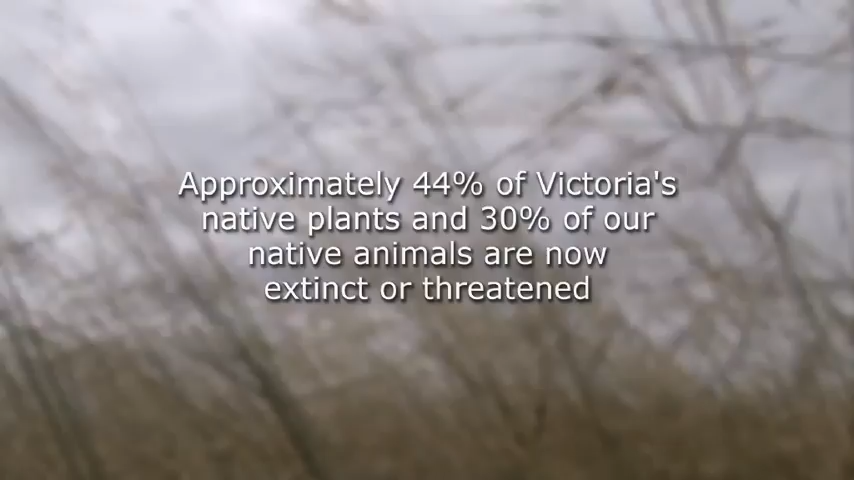 Approximately 44% of Victoria's
native plants and 30% of our
native animals are now
extinct or threatened